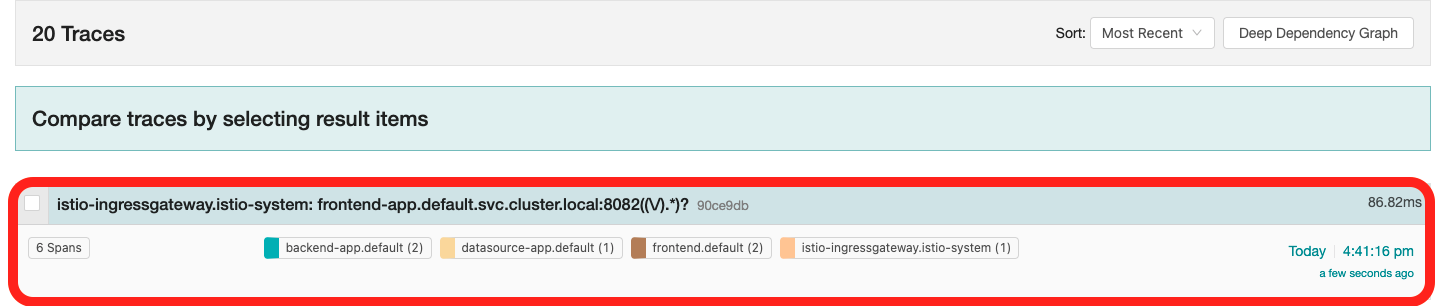 20 Traces
Sort: Most Recent Deep Dependency Graph
Compare traces by selecting result items
istio-ingressgateway.istio-system: frontend-app.default.svc.cluster.local:8082((\/).*)? 90ce9db 86.82ms
6 Spans backend-app.default (2) datasource-app.default (1) frontend.default (2) istio-ingressgateway.istio-system (1)
Today 4:41:16 pm
a few seconds ago